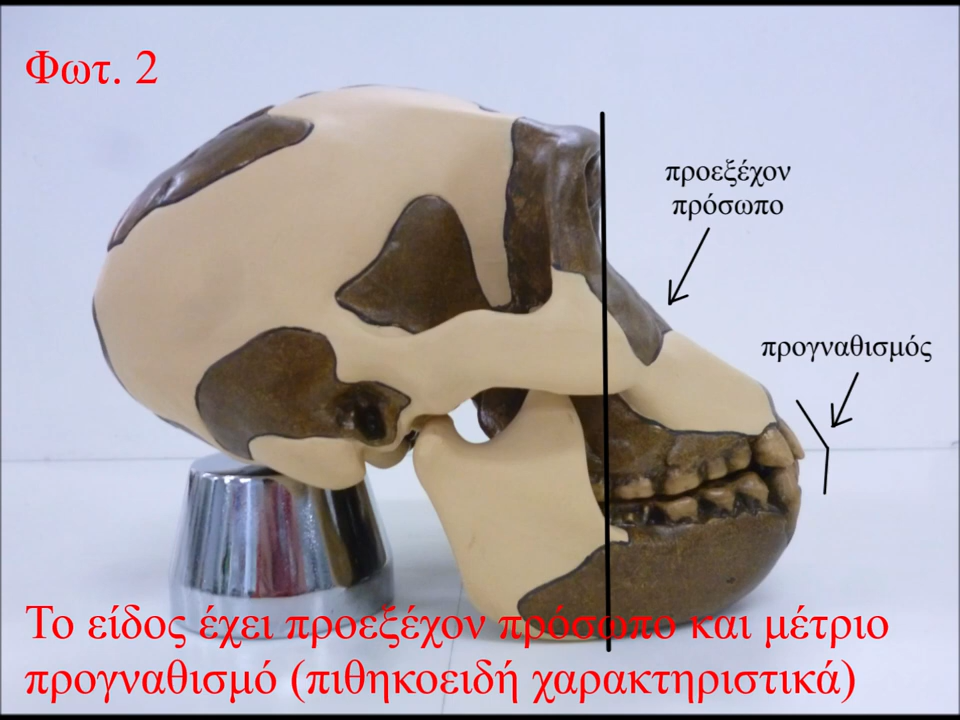 Φωτ. 2
προεξέχον
πρόσωπο
προγναθισμός
Το είδος έχει προεξέχον πρόσωπο και μέτριο
προγναθισμό (πιθηκοειδή χαρακτηριστικά)